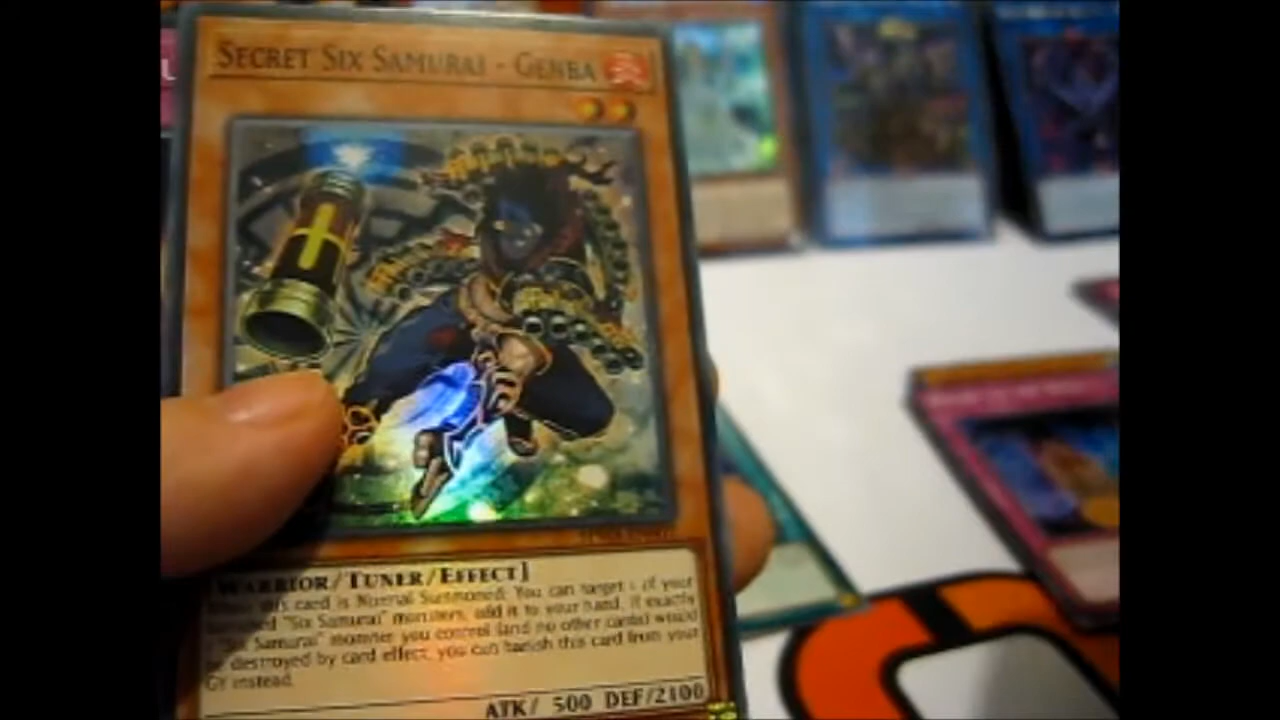 SECRET SIX SAMURAI - GENBA
[WARRIOR/TUNER/EFFECT]
When this card is Normal Summoned: You can target 1 of your
banished "Six Samurai" monsters; add it to your hand. If exactly
"Six Samurai" monster you control (and no other cards) would
be destroyed by card effect, you can banish this card from your
GY instead.
ATK/ 500 DEF/2100